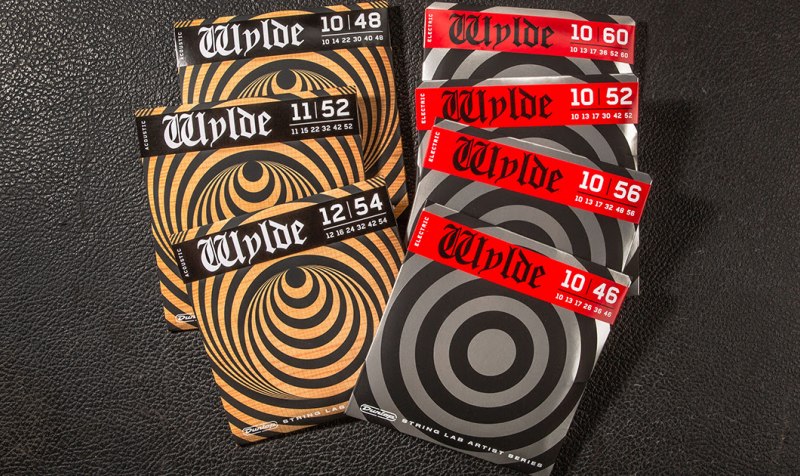 ACOUSTIC
Wylde
10|48
10 14 22 30 40 48
ACOUSTIC
Wylde
11|52
11 15 22 32 42 52
ACOUSTIC
Wylde
12|54
12 16 24 32 42 54
Dunlop
Dunlop
STRING LAB
ELECTRIC
Wylde
10|60
10 13 17 36 52 60
ELECTRIC
Wylde
10|52
10 13 17 30 42 52
ELECTRIC
Wylde
10|56
10 13 17 32 48 56
ELECTRIC
Wylde
10|46
10 13 17 26 36 46
Dunlop
STRING LAB ARTIST SERIES